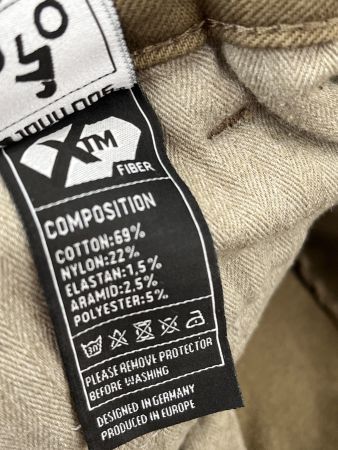 XTM
FIBER
COMPOSITION
COTTON:69%
NYLON:22%
ELASTAN:1,5%
ARAMID:2,5%
POLYESTER:5%
30
PLEASE REMOVE PROTECTOR
BEFORE WASHING
DESIGNED IN GERMANY
PRODUCED IN EUROPE